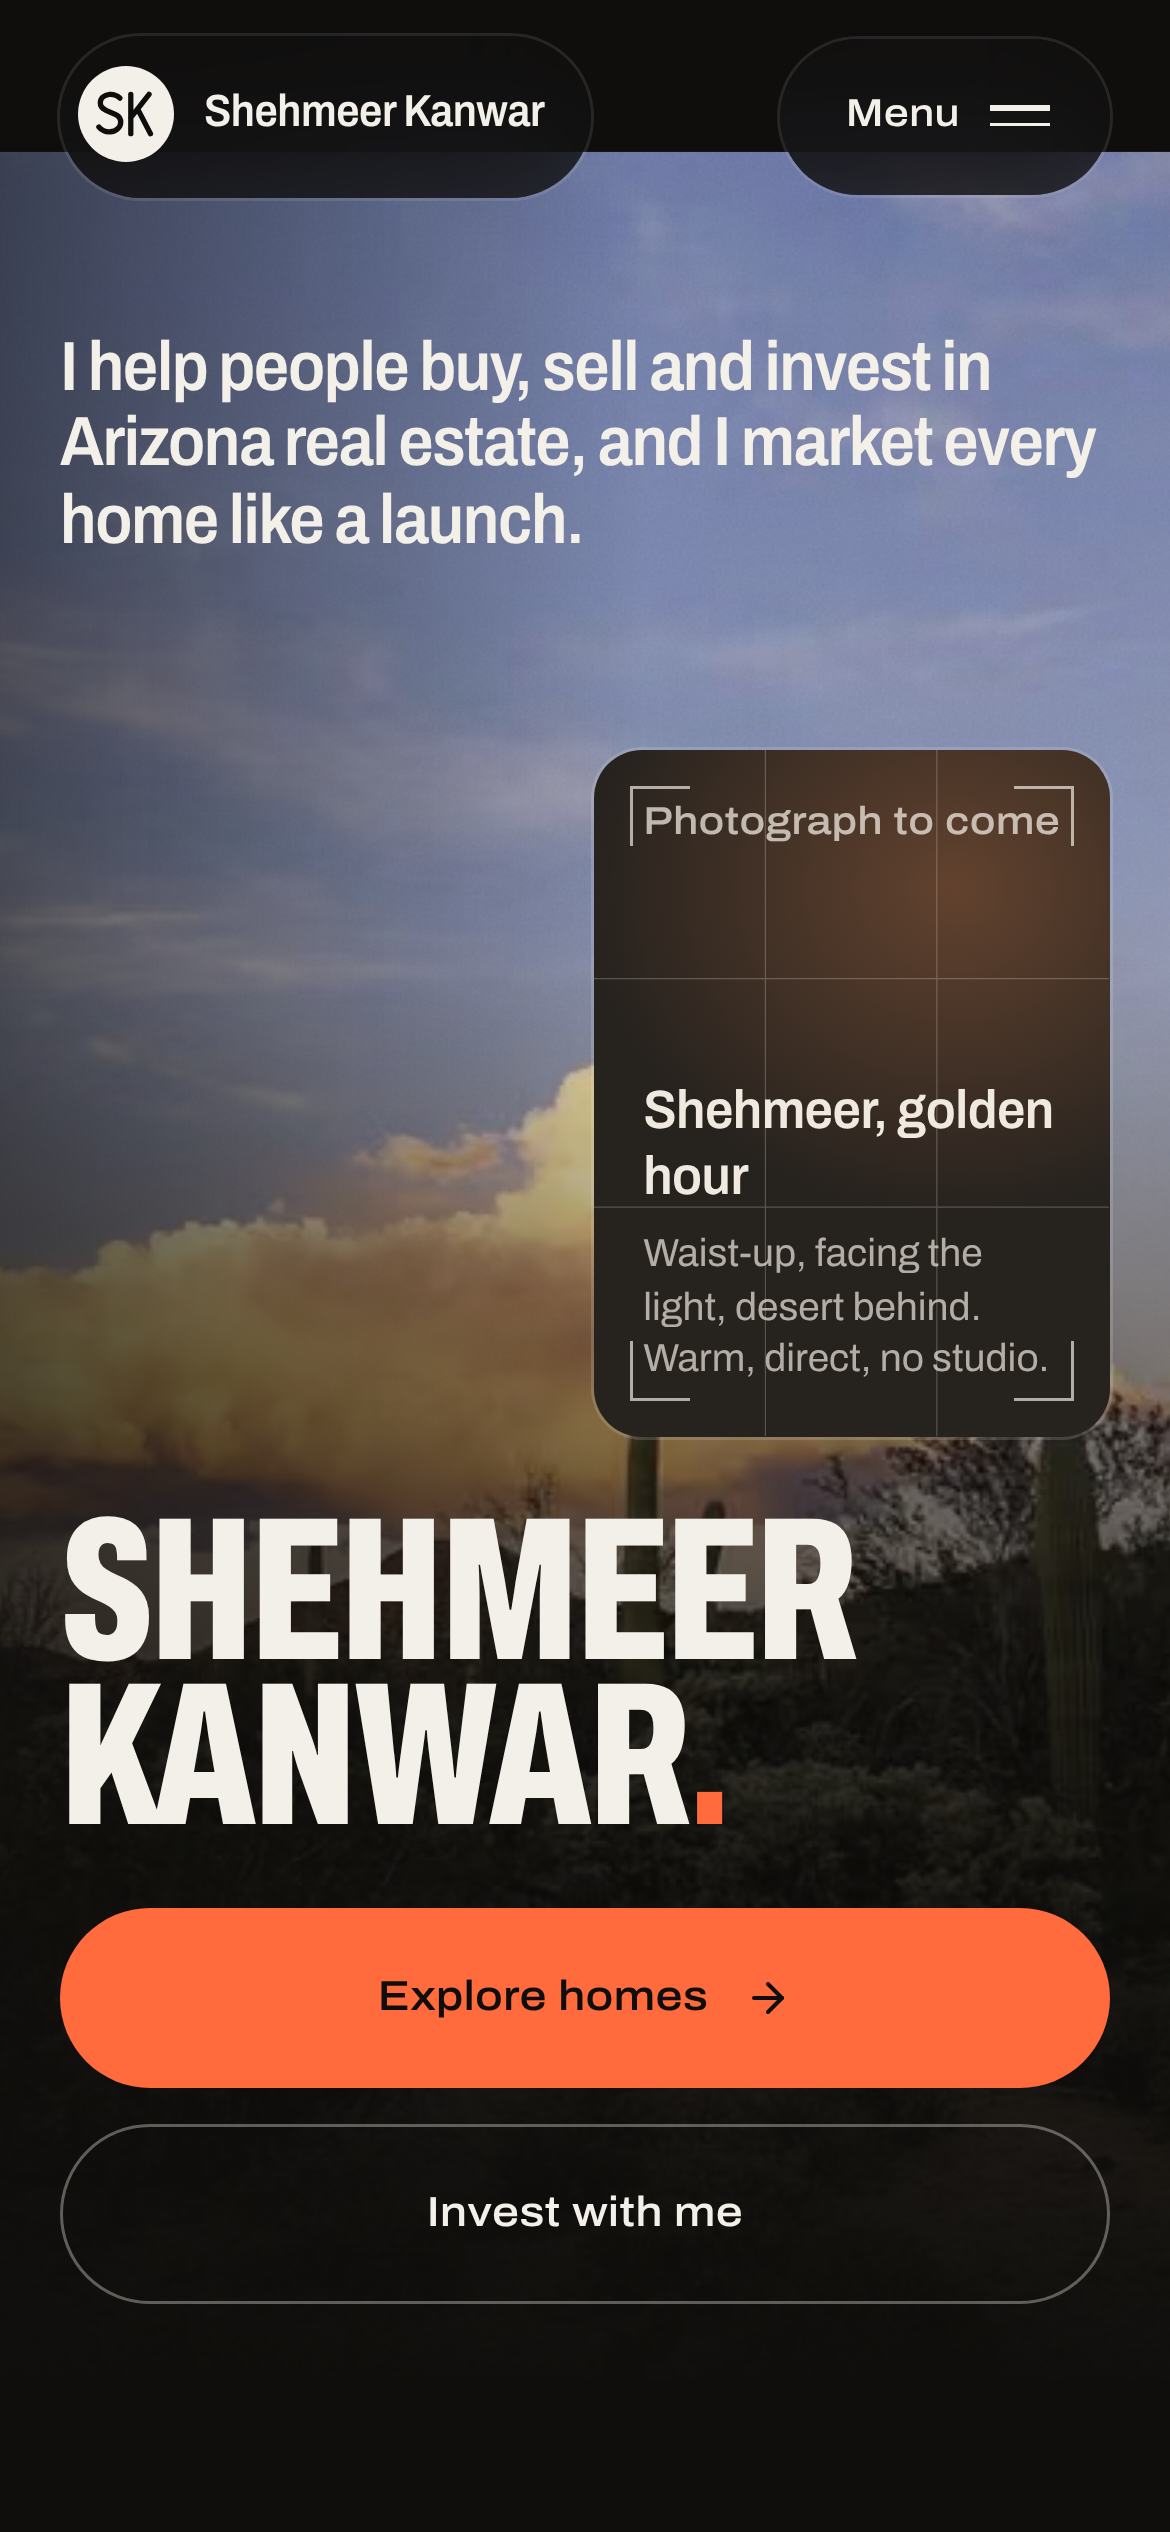 SK Shehmeer Kanwar
Menu
I help people buy, sell and invest in
Arizona real estate, and I market every
home like a launch.
Photograph to come
Shehmeer, golden
hour
Waist-up, facing the
light, desert behind.
Warm, direct, no studio.
SHEHMEER
KANWAR.
Explore homes
Invest with me